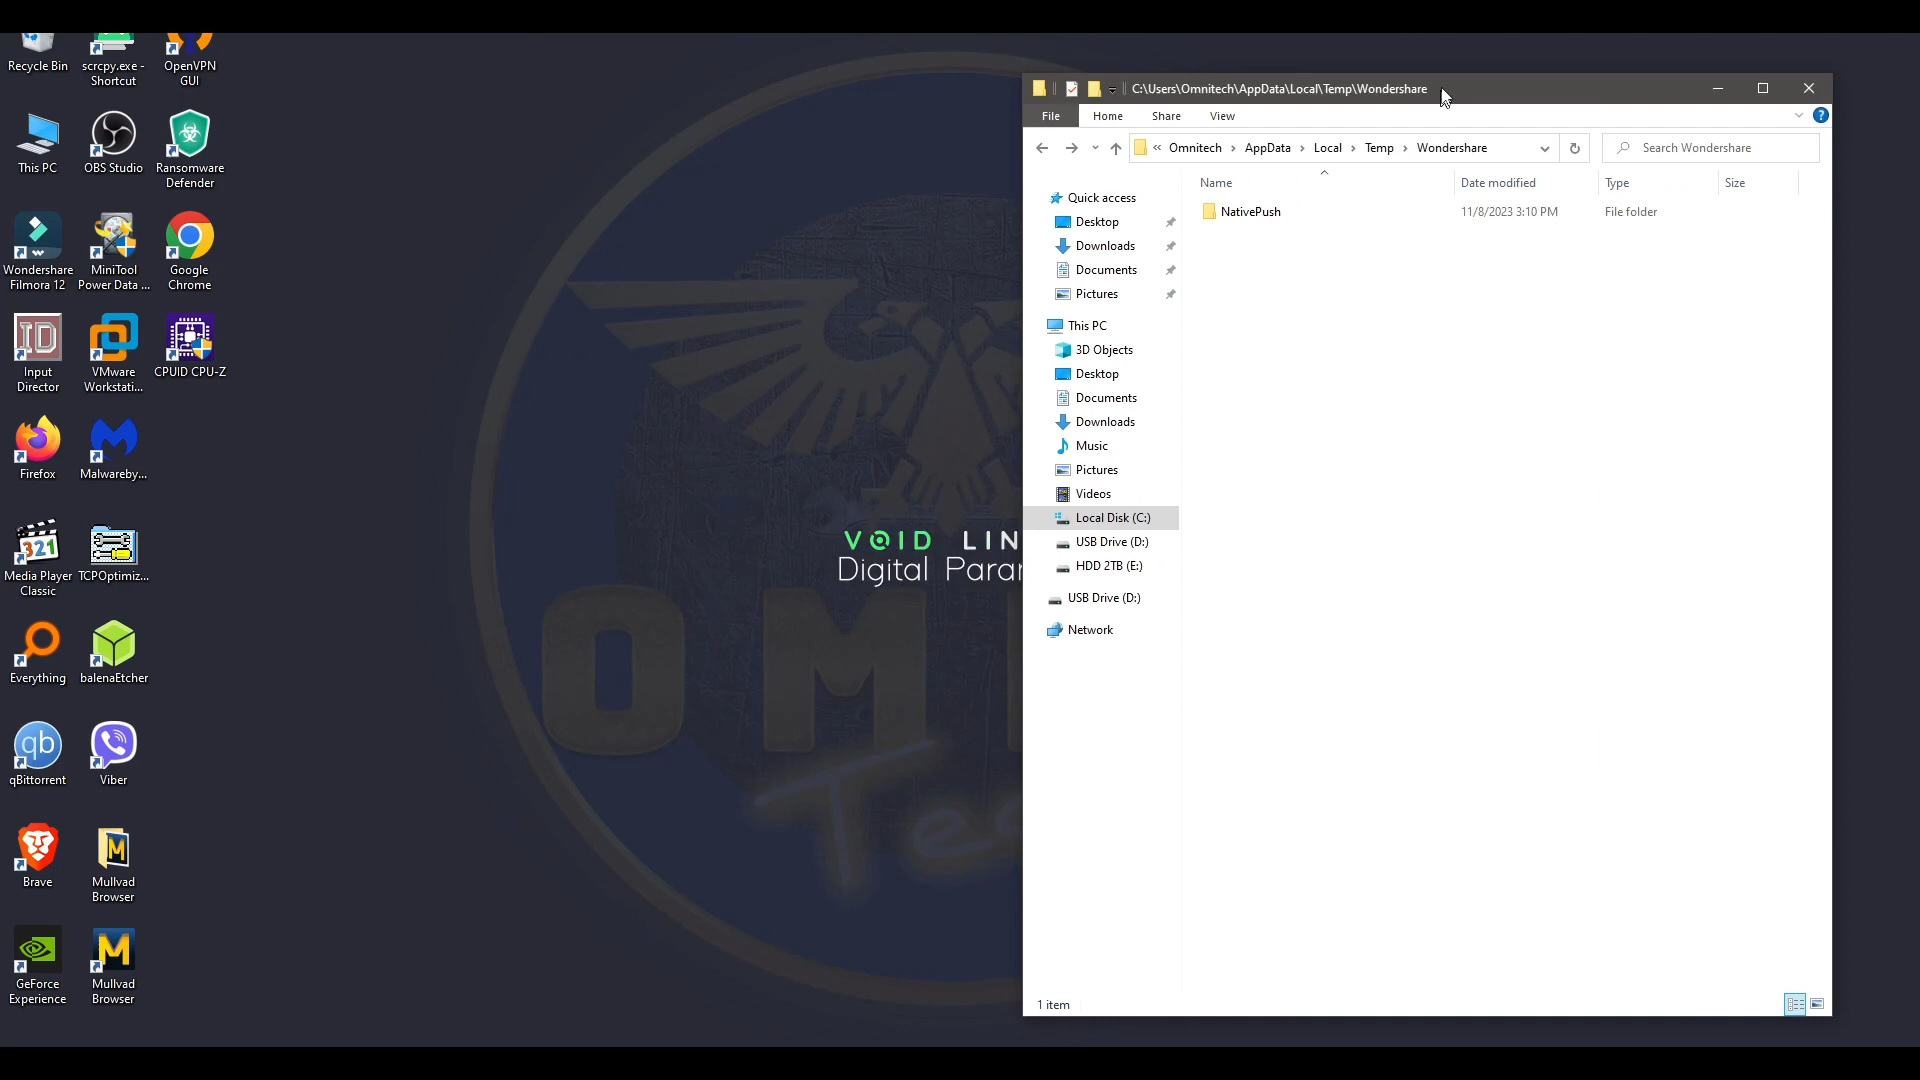 Recycle Bin
scrcpy.exe -
Shortcut
OpenVPN
GUI
This PC
OBS Studio
Ransomware
Defender
Wondershare
Filmora 12
MiniTool
Power Data ...
Google
Chrome
Input
Director
VMware
Workstati...
CPUID CPU-Z
Firefox
Malwareby...
321
Media Player
Classic
TCPOptimiz...
Everything
balenaEtcher
qb
qBittorrent
Viber
Brave
Mullvad
Browser
GeForce
Experience
Mullvad
Browser
VOID LIN
Digital Para
OM
Te
C:\Users\Omnitech\AppData\Local\Temp\Wondershare
File
Home
Share
View
« Omnitech › AppData › Local › Temp › Wondershare
Search Wondershare
Name
Date modified
Type
Size
NativePush
11/8/2023 3:10 PM
File folder
Quick access
Desktop
Downloads
Documents
Pictures
This PC
3D Objects
Desktop
Documents
Downloads
Music
Pictures
Videos
Local Disk (C:)
USB Drive (D:)
HDD 2TB (E:)
USB Drive (D:)
Network
1 item